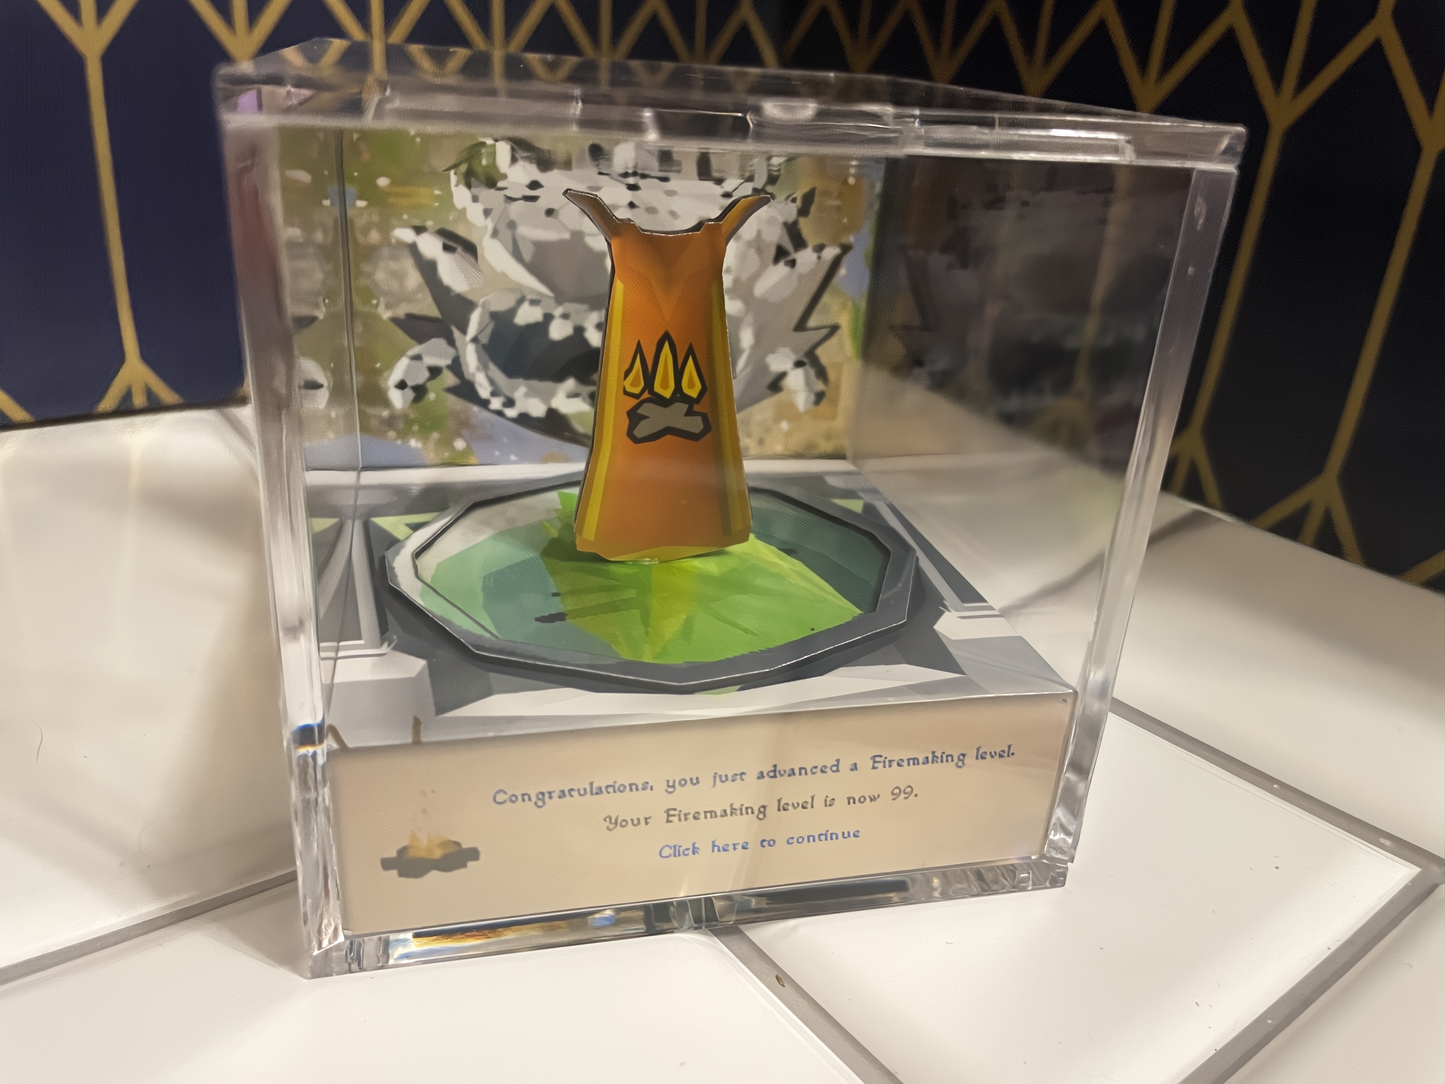 Congratulations, you just advanced a Firemaking level.
Your Firemaking level is now 99.
Click here to continue